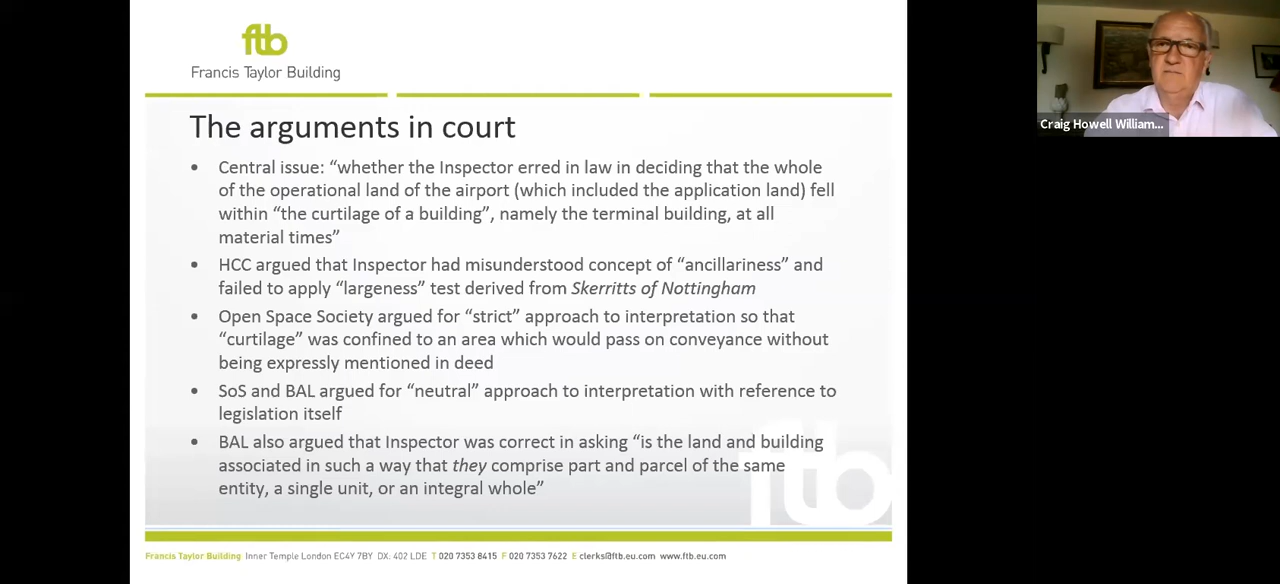 ftb
Francis Taylor Building
The arguments in court
• Central issue: “whether the Inspector erred in law in deciding that the whole
of the operational land of the airport (which included the application land) fell
within “the curtilage of a building”, namely the terminal building, at all
material times”
• HCC argued that Inspector had misunderstood concept of “ancillariness” and
failed to apply “largeness” test derived from Skerritts of Nottingham
• Open Space Society argued for “strict” approach to interpretation so that
“curtilage” was confined to an area which would pass on conveyance without
being expressly mentioned in deed
• SoS and BAL argued for “neutral” approach to interpretation with reference to
legislation itself
• BAL also argued that Inspector was correct in asking “is the land and building
associated in such a way that they comprise part and parcel of the same
entity, a single unit, or an integral whole”
ftb
Francis Taylor Building Inner Temple London EC4Y 7BY DX: 402 LDE T 020 7353 8415 F 020 7353 7622 E clerks@ftb.eu.com www.ftb.eu.com
Craig Howell William...